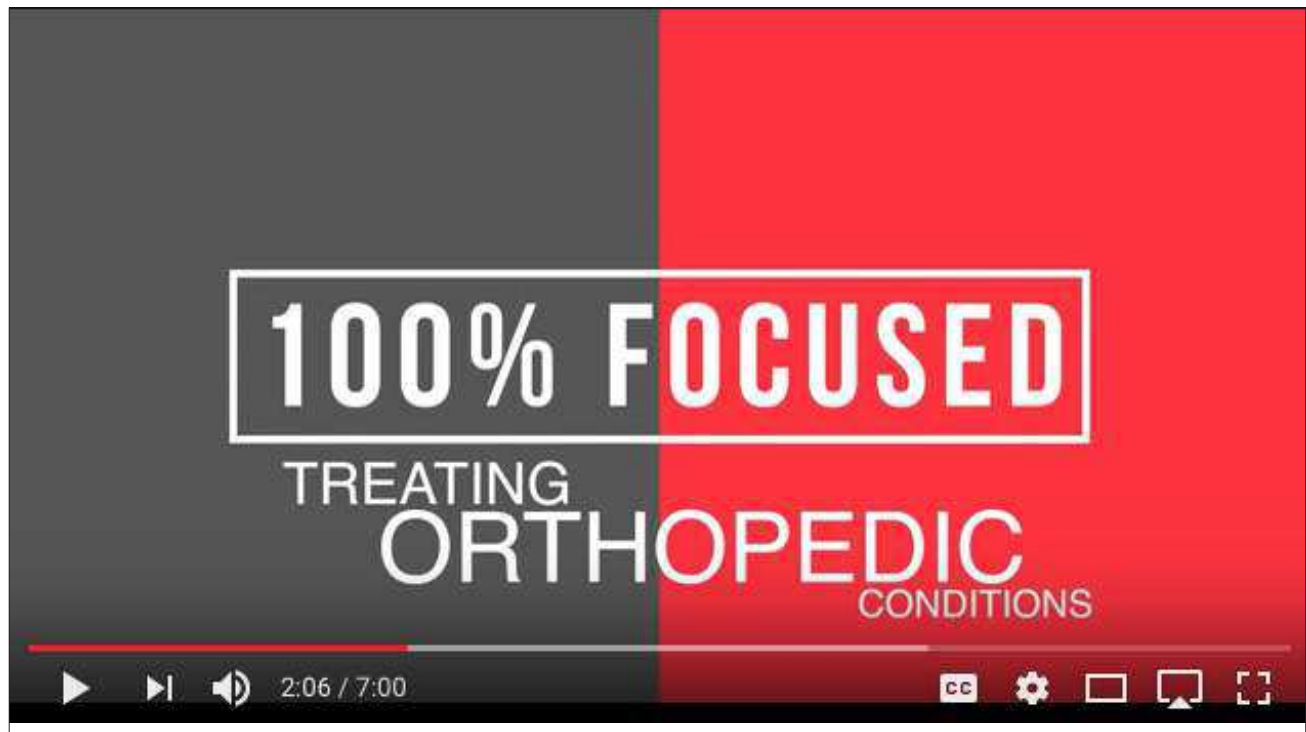 100% FOCUSED
TREATING
ORTHOPEDIC
CONDITIONS
2:06 / 7:00
CC